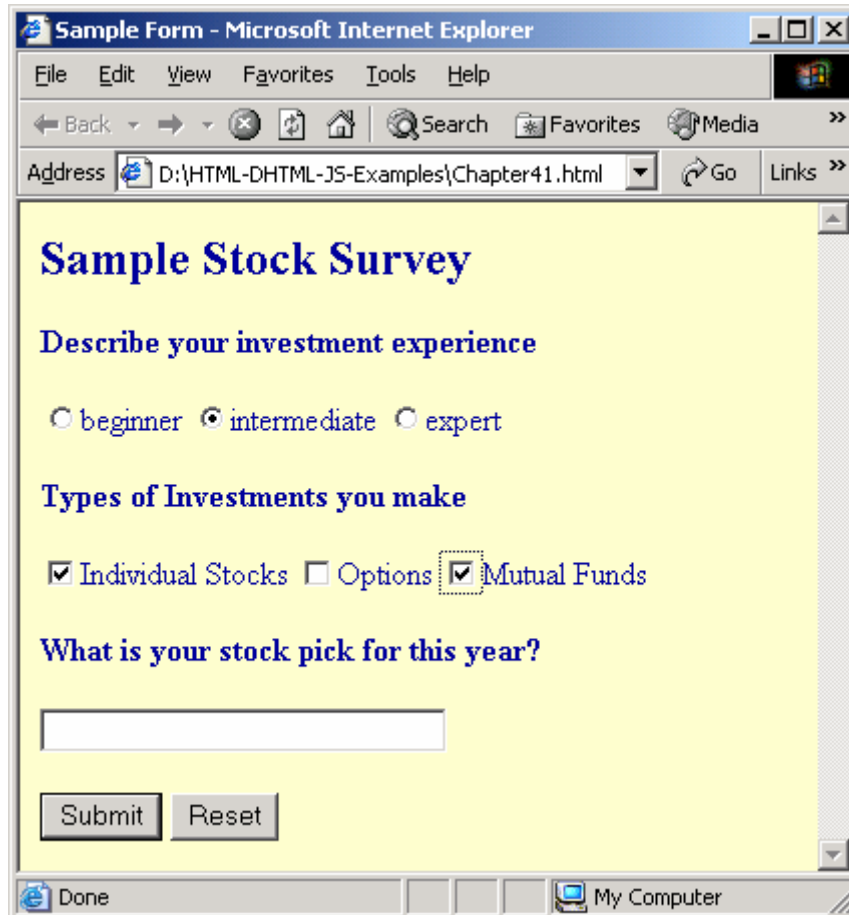 Sample Form - Microsoft Internet Explorer
File Edit View Favorites Tools Help
Back Search Favorites Media »
Address D:\HTML-DHTML-JS-Examples\Chapter41.html Go Links »
Sample Stock Survey
Describe your investment experience
beginner intermediate expert
Types of Investments you make
Individual Stocks Options Mutual Funds
What is your stock pick for this year?
Submit Reset
Done My Computer